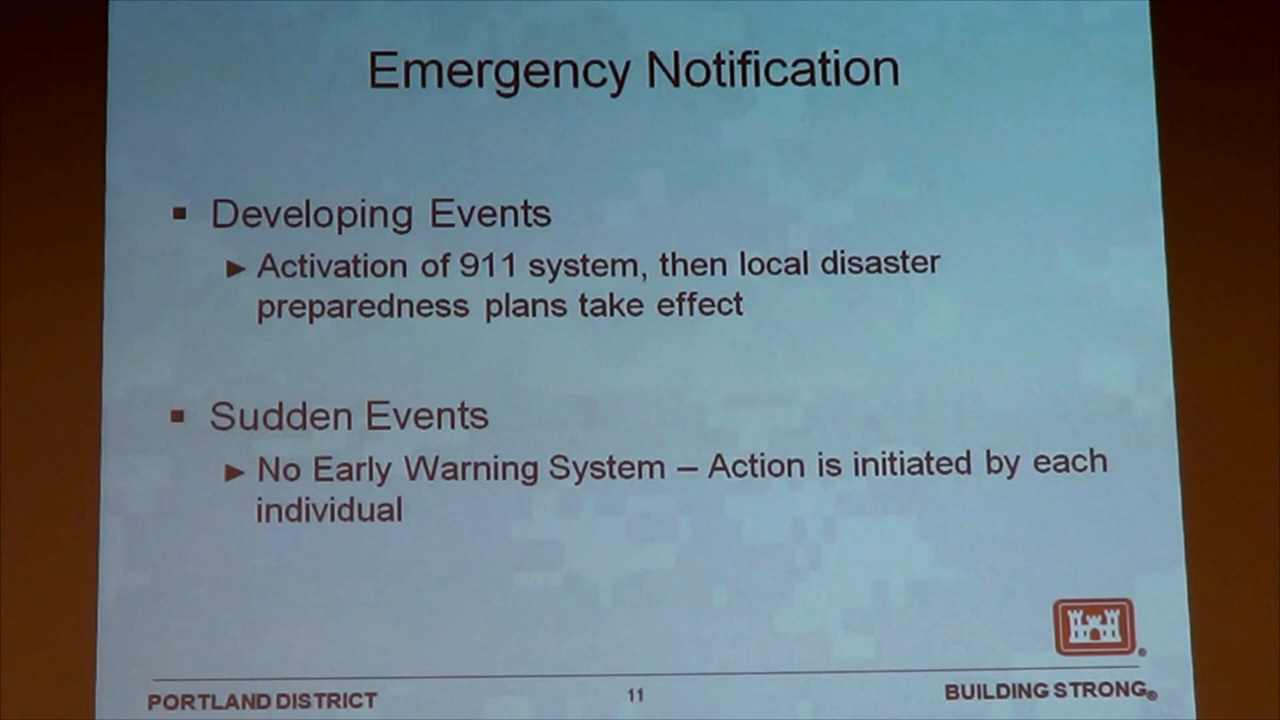 Emergency Notification
▪ Developing Events
► Activation of 911 system, then local disaster
preparedness plans take effect
▪ Sudden Events
► No Early Warning System – Action is initiated by each
individual
PORTLAND DISTRICT
11
BUILDING STRONG®